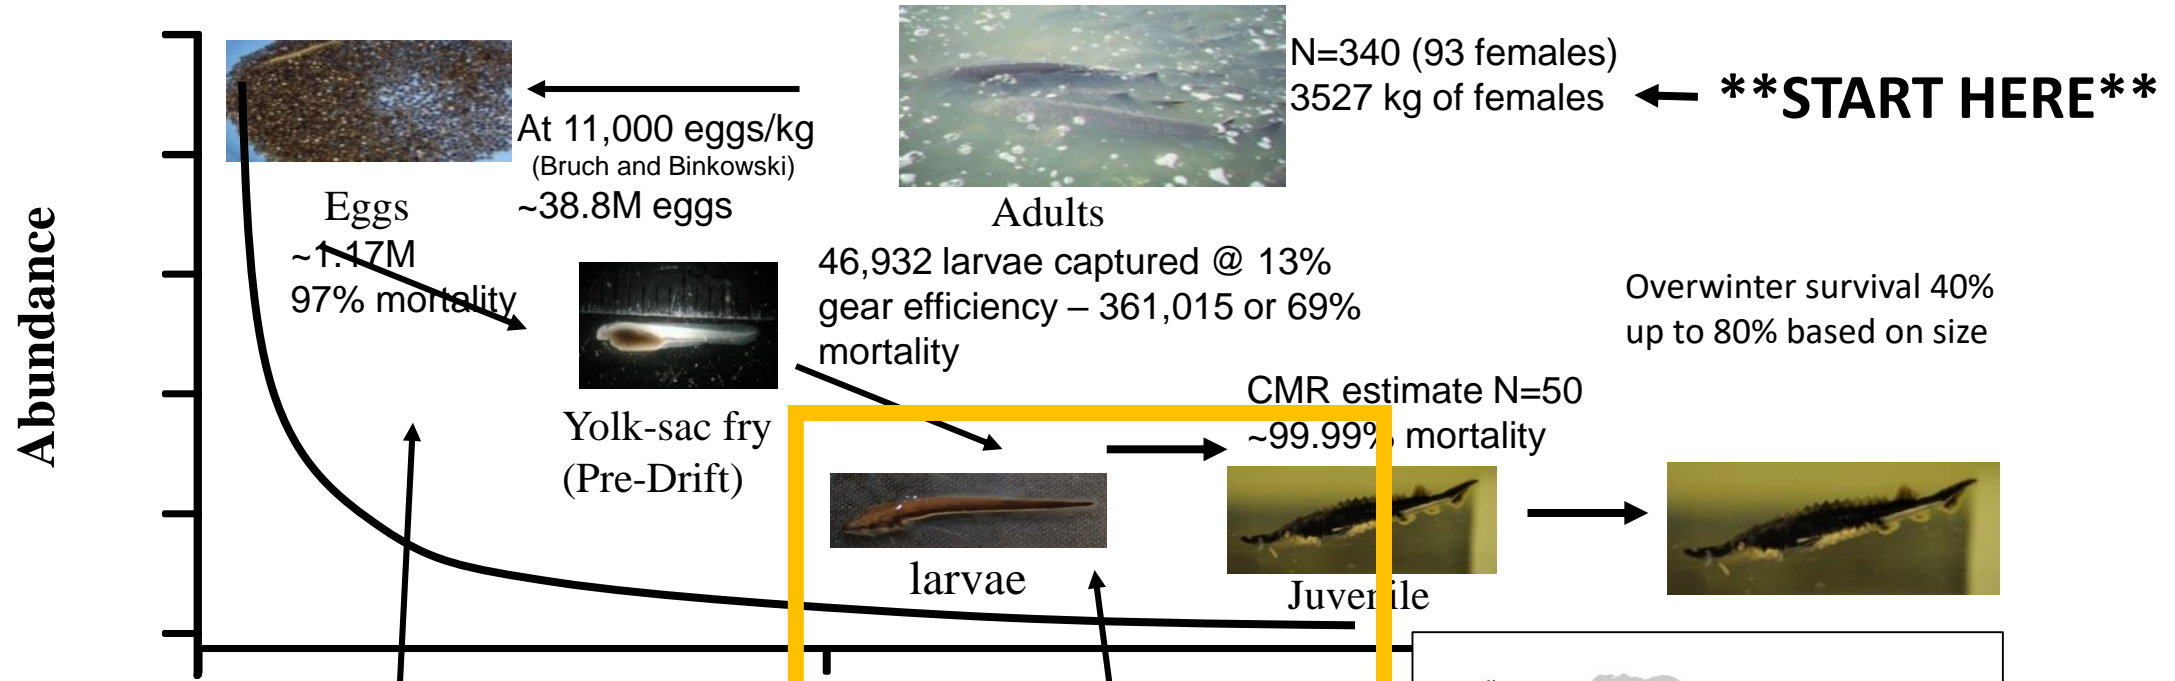 N=340 (93 females)
3527 kg of females
**START HERE**
At 11,000 eggs/kg
(Bruch and Binkowski)
~38.8M eggs
Adults
Eggs
~1.17M
97% mortality
46,932 larvae captured @ 13%
gear efficiency – 361,015 or 69%
mortality
Overwinter survival 40%
up to 80% based on size
Abundance
Yolk-sac fry
(Pre-Drift)
CMR estimate N=50
~99.99% mortality
larvae
Juvenile